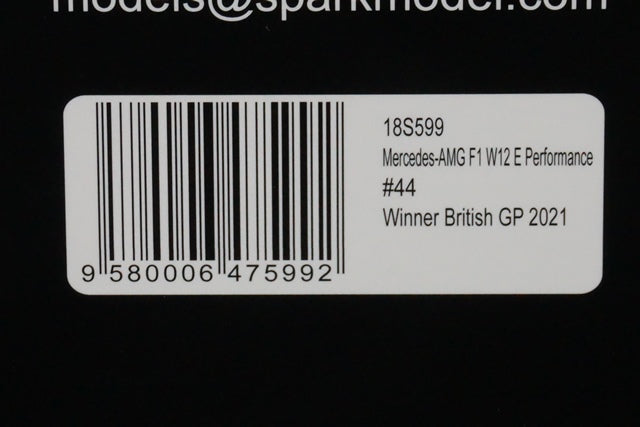 models@sparkmodel.com
18S599
Mercedes-AMG F1 W12 E Performance
#44
Winner British GP 2021
9 580006 475992